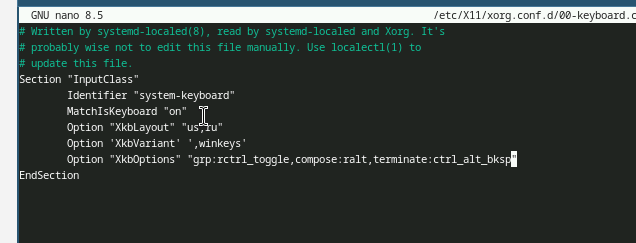 GNU nano 8.5 /etc/X11/xorg.conf.d/00-keyboard.c
# Written by systemd-localed(8), read by systemd-localed and Xorg. It's
# probably wise not to edit this file manually. Use localectl(1) to
# update this file.
Section "InputClass"
Identifier "system-keyboard"
MatchIsKeyboard "on"
Option "XkbLayout" "us,ru"
Option 'XkbVariant' ',winkeys'
Option "XkbOptions" "grp:rctrl_toggle,compose:ralt,terminate:ctrl_alt_bksp"
EndSection